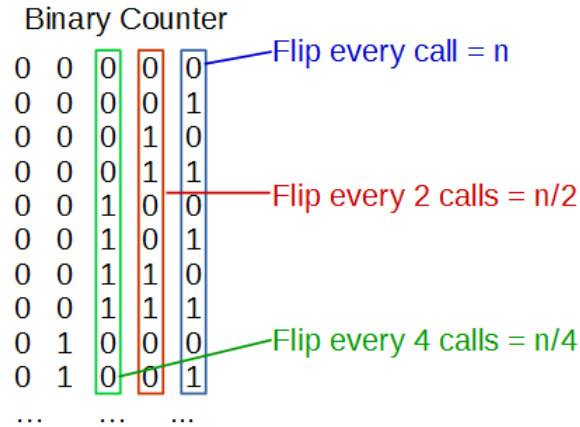 Binary Counter
0 0 0 0 0 Flip every call = n
0 0 0 0 1
0 0 0 1 0
0 0 0 1 1
0 0 1 0 0 Flip every 2 calls = n/2
0 0 1 0 1
0 0 1 1 0
0 0 1 1 1
0 1 0 0 0 Flip every 4 calls = n/4
0 1 0 0 1
... ... ...